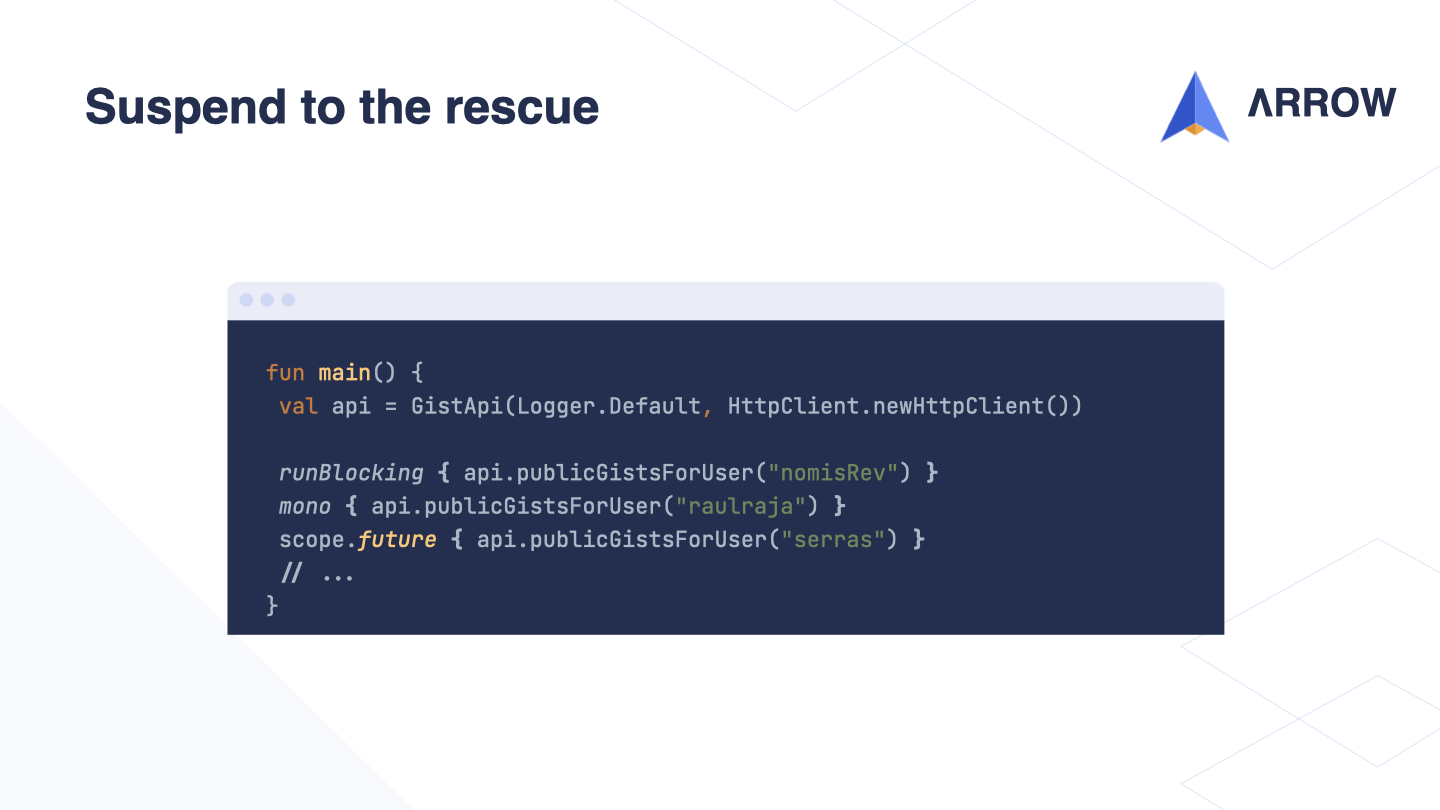 Suspend to the rescue
ΛRROW
fun main() {
 val api = GistApi(Logger.Default, HttpClient.newHttpClient())
 runBlocking { api.publicGistsForUser("nomisRev") }
 mono { api.publicGistsForUser("raulraja") }
 scope.future { api.publicGistsForUser("serras") }
 // ...
}